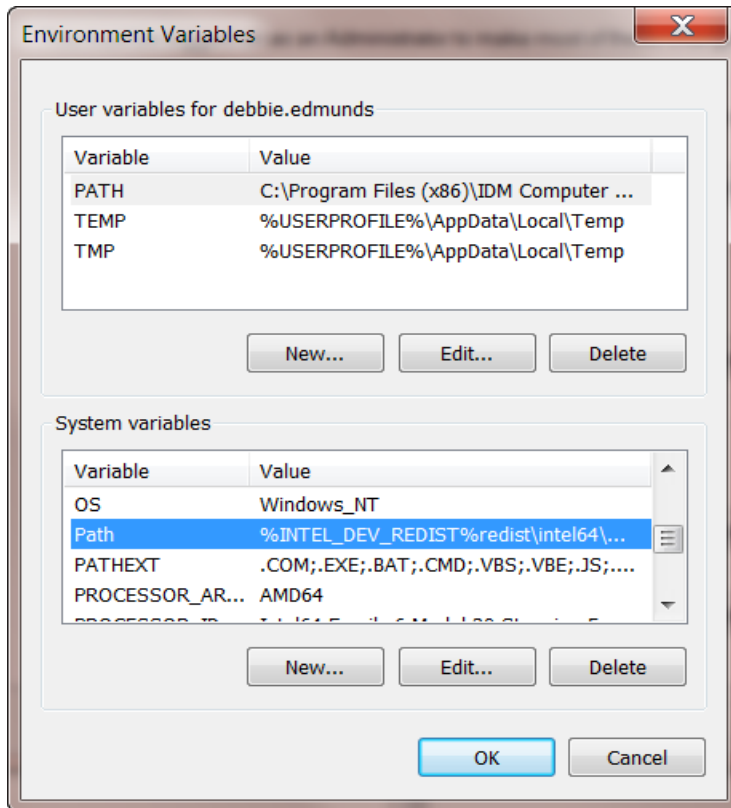 Environment Variables
User variables for debbie.edmunds
Variable Value
PATH C:\Program Files (x86)\IDM Computer ...
TEMP %USERPROFILE%\AppData\Local\Temp
TMP %USERPROFILE%\AppData\Local\Temp
New... Edit... Delete
System variables
Variable Value
OS Windows_NT
Path %INTEL_DEV_REDIST%redist\intel64\...
PATHEXT .COM;.EXE;.BAT;.CMD;.VBS;.VBE;.JS;....
PROCESSOR_AR... AMD64
New... Edit... Delete
OK Cancel